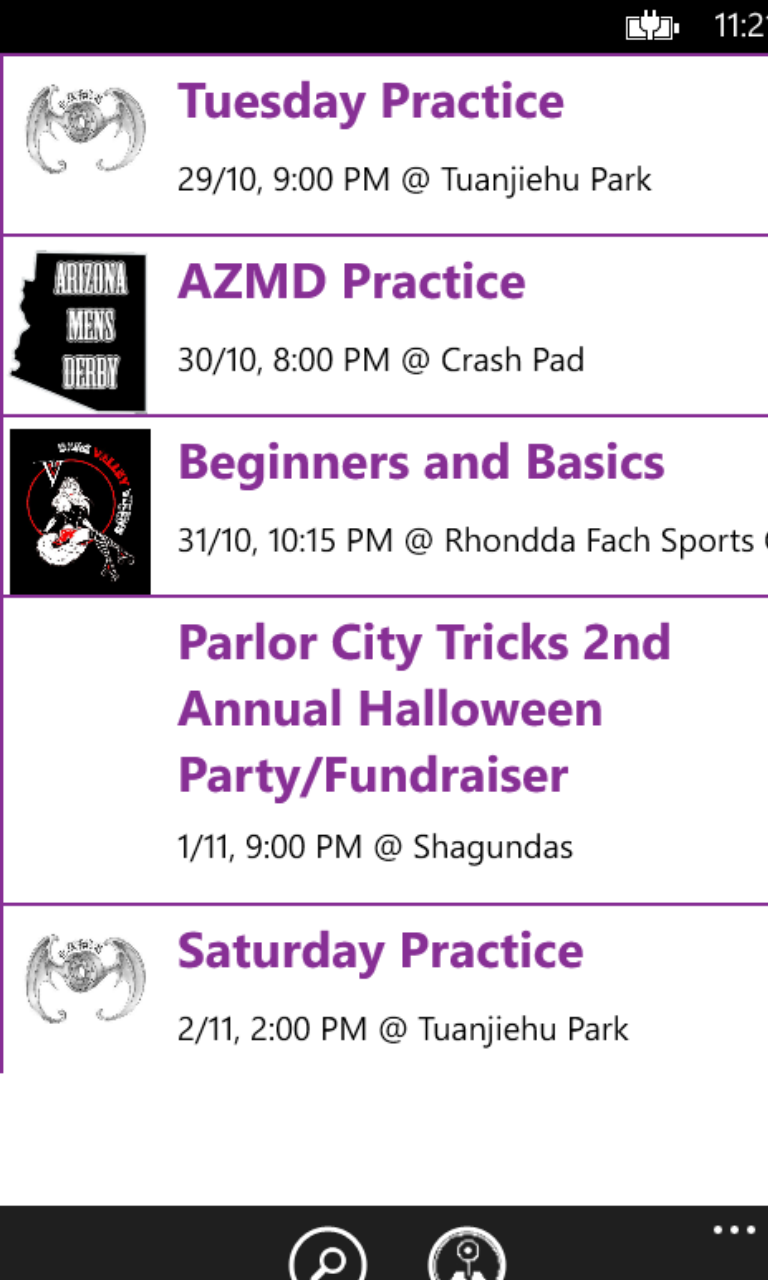 11:2
Tuesday Practice
29/10, 9:00 PM @ Tuanjiehu Park
ARIZONA
MENS
DERBY
AZMD Practice
30/10, 8:00 PM @ Crash Pad
Beginners and Basics
31/10, 10:15 PM @ Rhondda Fach Sports
Parlor City Tricks 2nd
Annual Halloween
Party/Fundraiser
1/11, 9:00 PM @ Shagundas
Saturday Practice
2/11, 2:00 PM @ Tuanjiehu Park